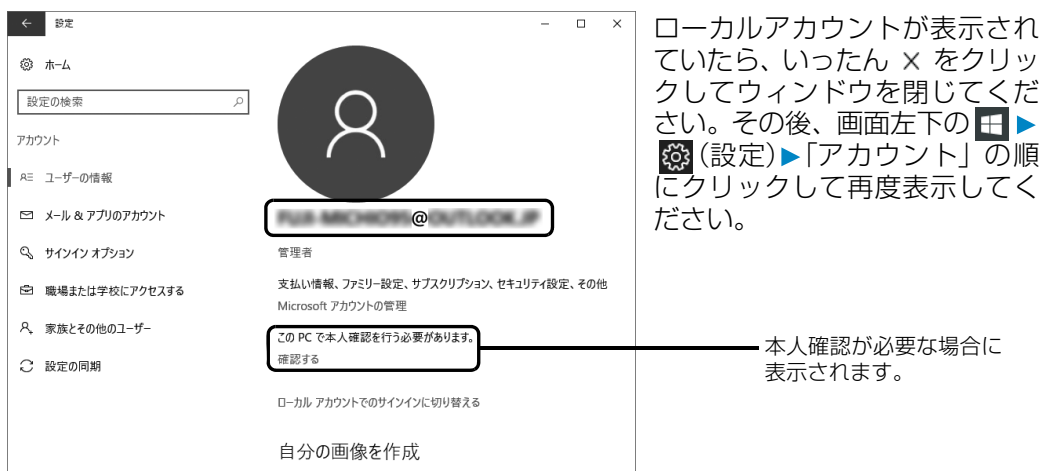 設定
ホーム
設定の検索
アカウント
ユーザーの情報
メール & アプリのアカウント
サインイン オプション
職場または学校にアクセスする
家族とその他のユーザー
設定の同期
@
管理者
支払い情報、ファミリー設定、サブスクリプション、セキュリティ設定、その他
Microsoft アカウントの管理
この PC で本人確認を行う必要があります。
確認する
ローカル アカウントでのサインインに切り替える
自分の画像を作成
ローカルアカウントが表示され
ていたら、いったん × をクリッ
クしてウィンドウを閉じてくだ
さい。その後、画面左下の ▶
(設定)▶「アカウント」の順
にクリックして再度表示してく
ださい。
本人確認が必要な場合に
表示されます。